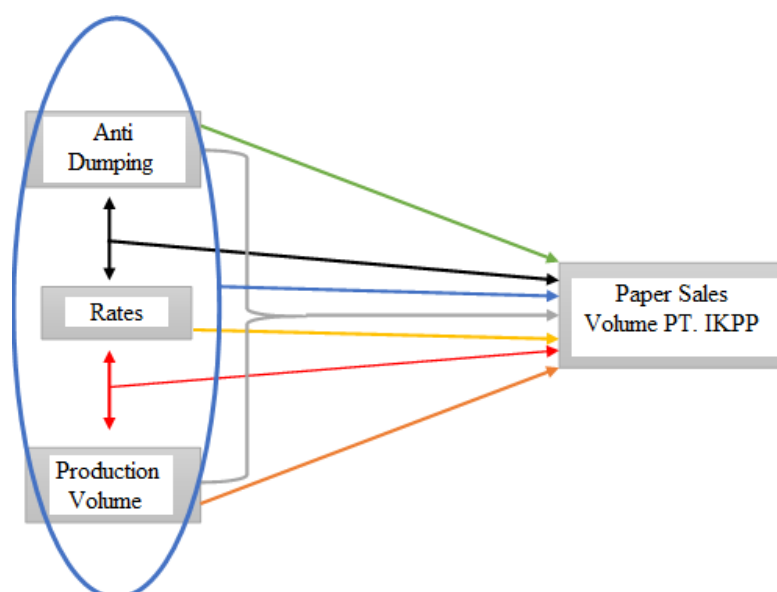 Anti
Dumping
Rates
Production
Volume
Paper Sales
Volume PT. IKPP